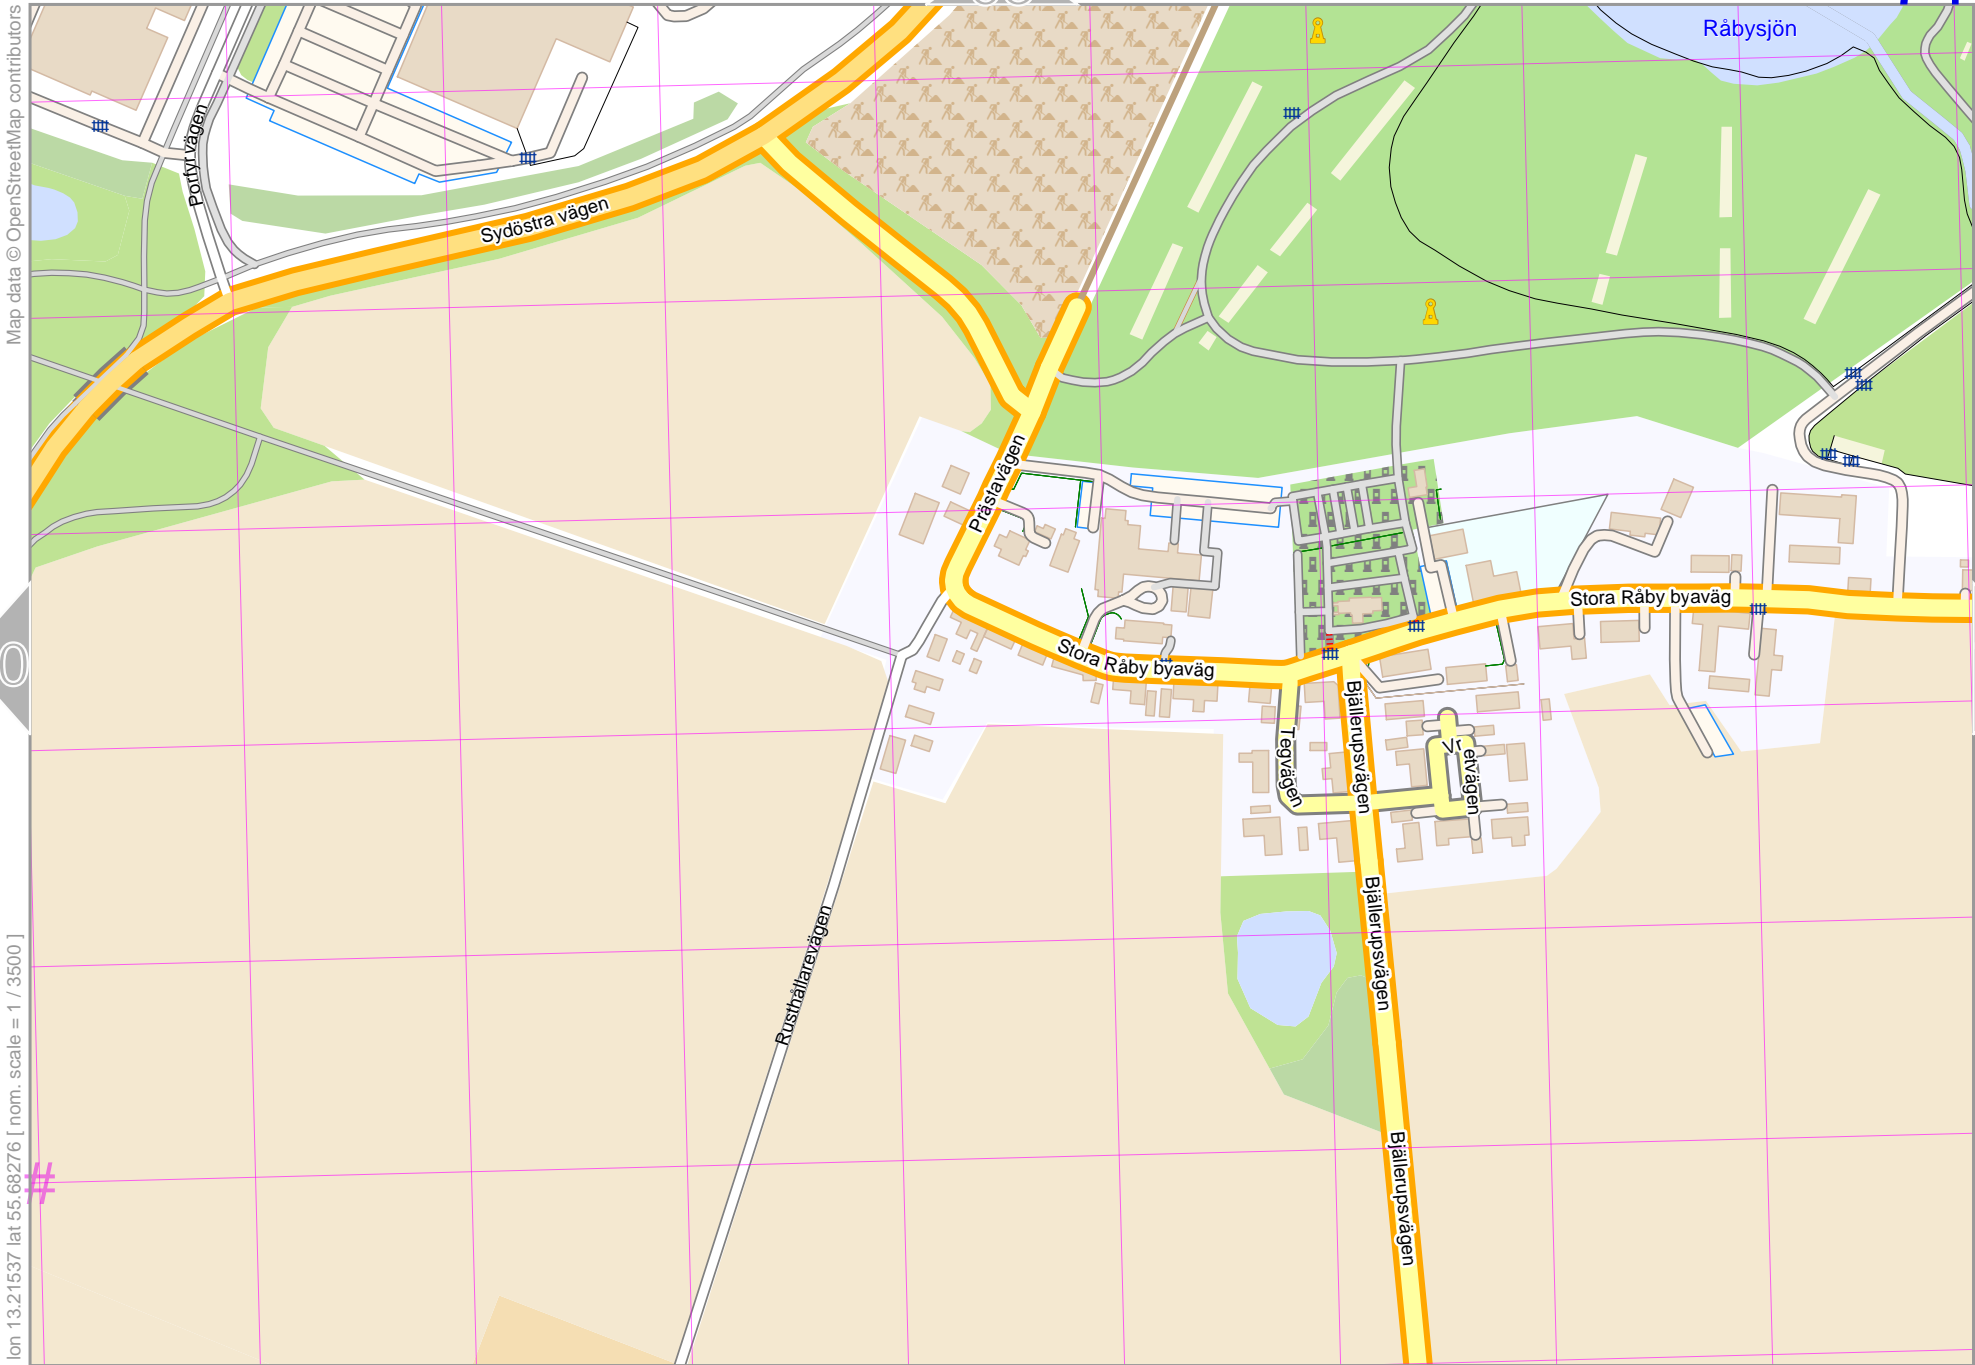 Map data © OpenStreetMap contributors
lon 13.21537 lat 55.68276 [ nom. scale = 1 / 3500 ]
Råbysjön
Porfyrvägen
Sydöstra vägen
Prästavägen
Stora Råby byaväg
Stora Råby byaväg
Tegvägen
Bjällerupsvägen
etvägen
Bjällerupsvägen
Rusthållarevägen
Bjällerupsvägen
#